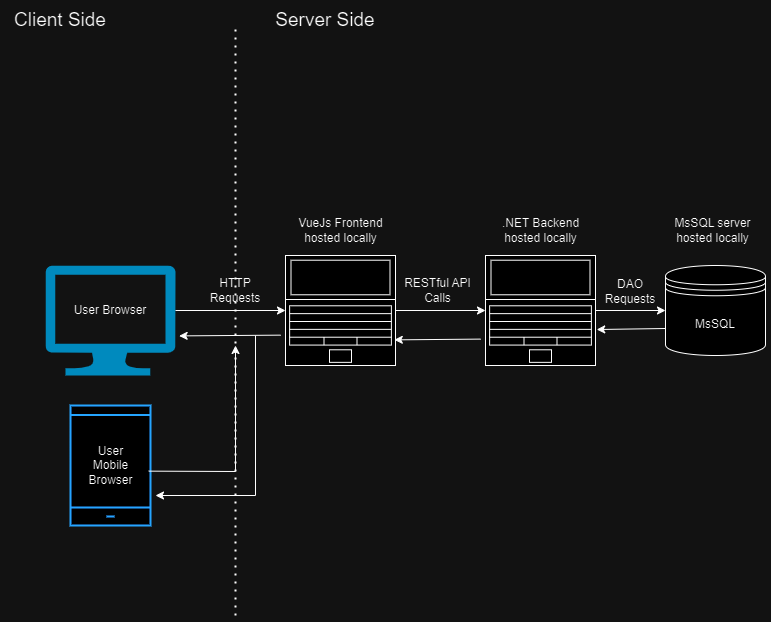 Client Side
Server Side
VueJs Frontend
hosted locally
.NET Backend
hosted locally
MsSQL server
hosted locally
User Browser
HTTP
Requests
RESTful API
Calls
DAO
Requests
MsSQL
User
Mobile
Browser